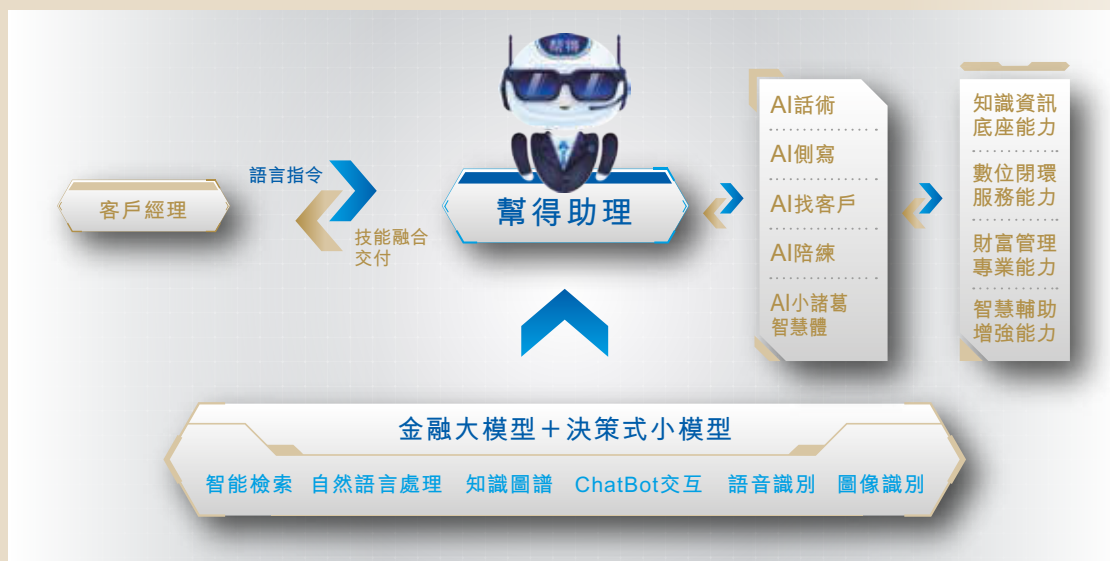 幫得
語言指令
客戶經理
技能融合
交付
幫得助理
AI話術
AI側寫
AI找客戶
AI陪練
AI小諸葛
智慧體
知識資訊
底座能力
數位閉環
服務能力
財富管理
專業能力
智慧輔助
增強能力
金融大模型＋決策式小模型
智能檢索 自然語言處理 知識圖譜 ChatBot交互 語音識別 圖像識別